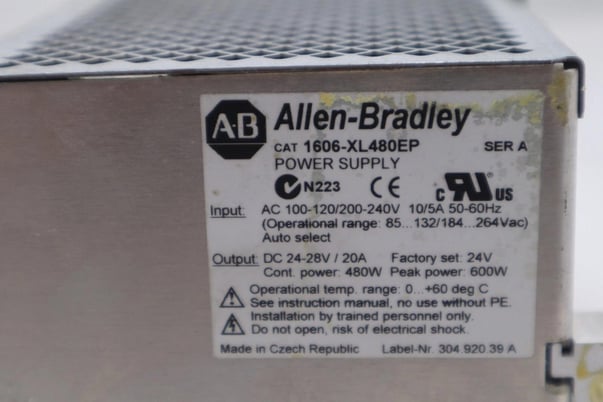 A·B Allen-Bradley
CAT 1606-XL480EP SER A
POWER SUPPLY
N223 CE c RU US
Input: AC 100-120/200-240V 10/5A 50-60Hz
(Operational range: 85...132/184...264Vac)
Auto select
Output: DC 24-28V / 20A Factory set: 24V
Cont. power: 480W Peak power: 600W
Operational temp. range: 0...+60 deg C
See instruction manual, no use without PE.
Installation by trained personnel only.
Do not open, risk of electrical shock.
Made in Czech Republic Label-Nr. 304.920.39 A